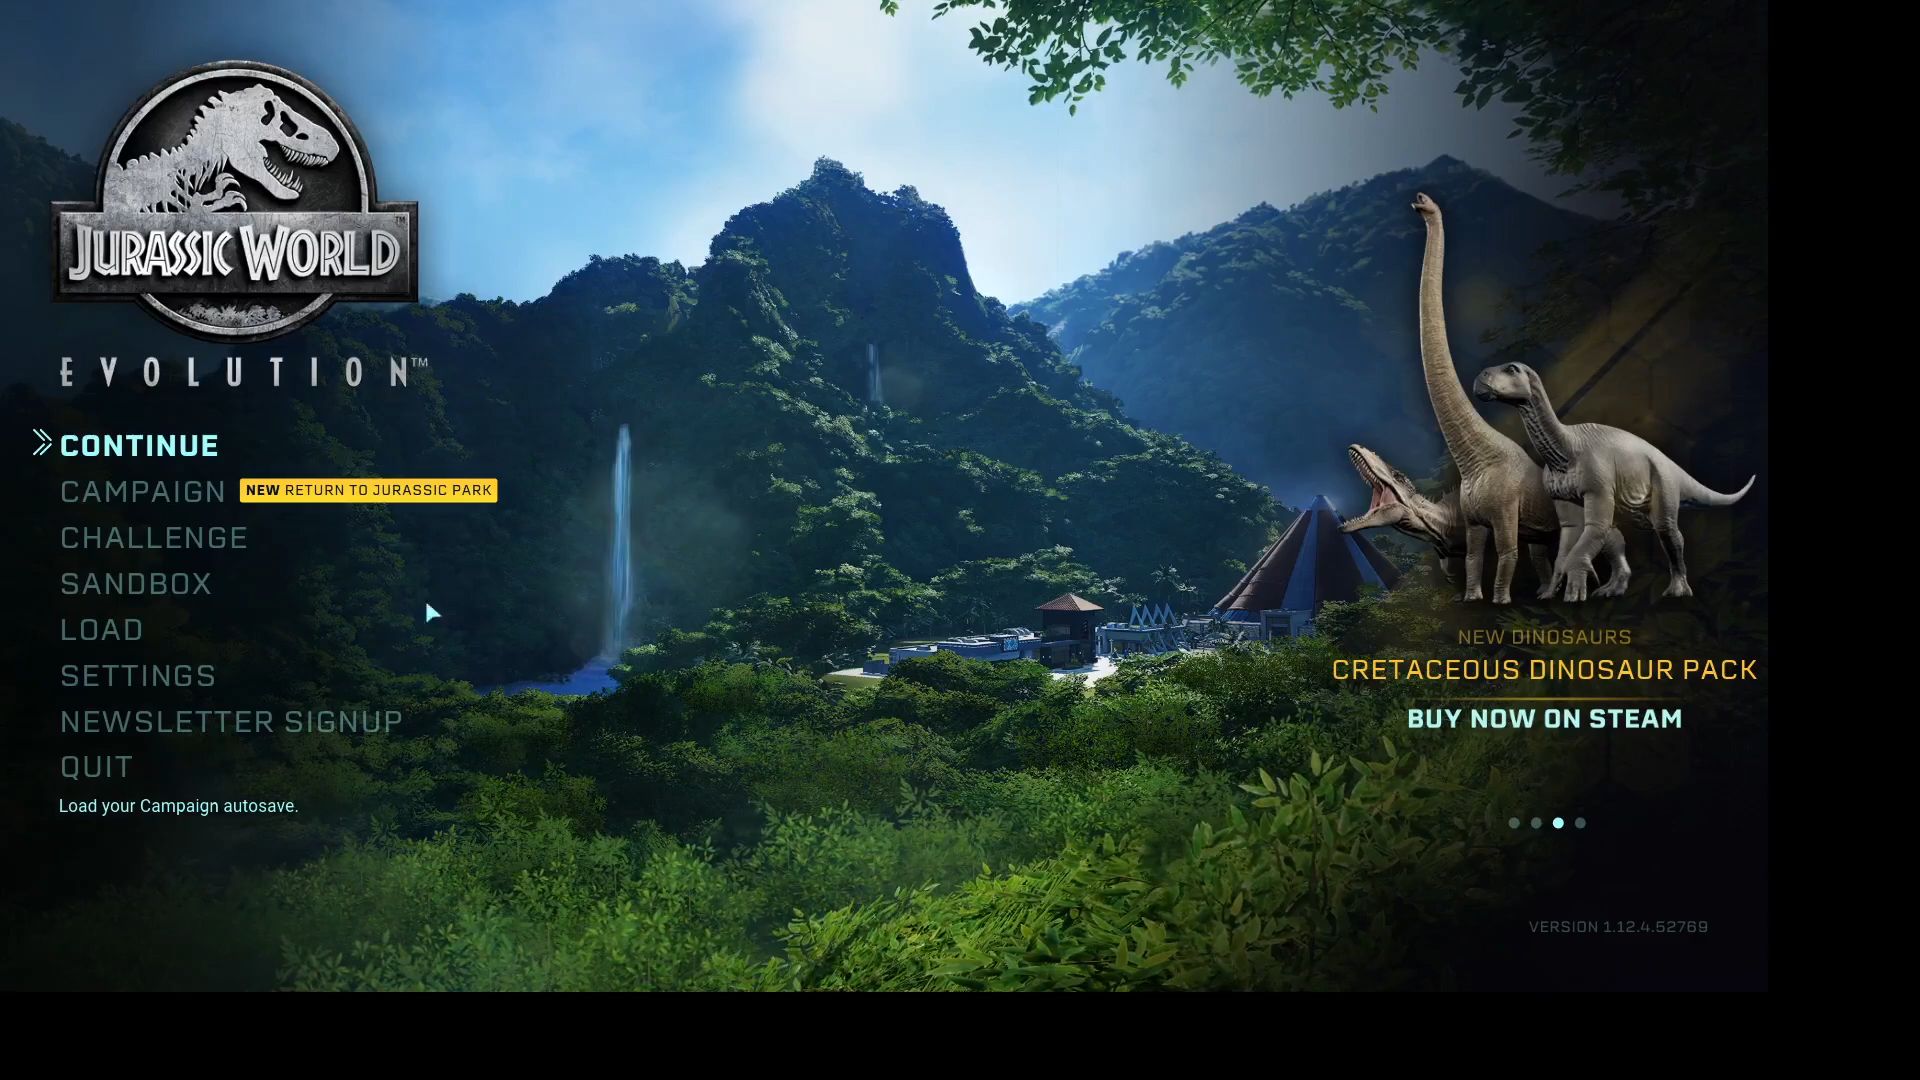 JURASSIC WORLD™
EVOLUTION™
CONTINUE
CAMPAIGN NEW RETURN TO JURASSIC PARK
CHALLENGE
SANDBOX
LOAD
SETTINGS
NEWSLETTER SIGNUP
QUIT
Load your Campaign autosave.
NEW DINOSAURS
CRETACEOUS DINOSAUR PACK
BUY NOW ON STEAM
VERSION 1.12.4.52769